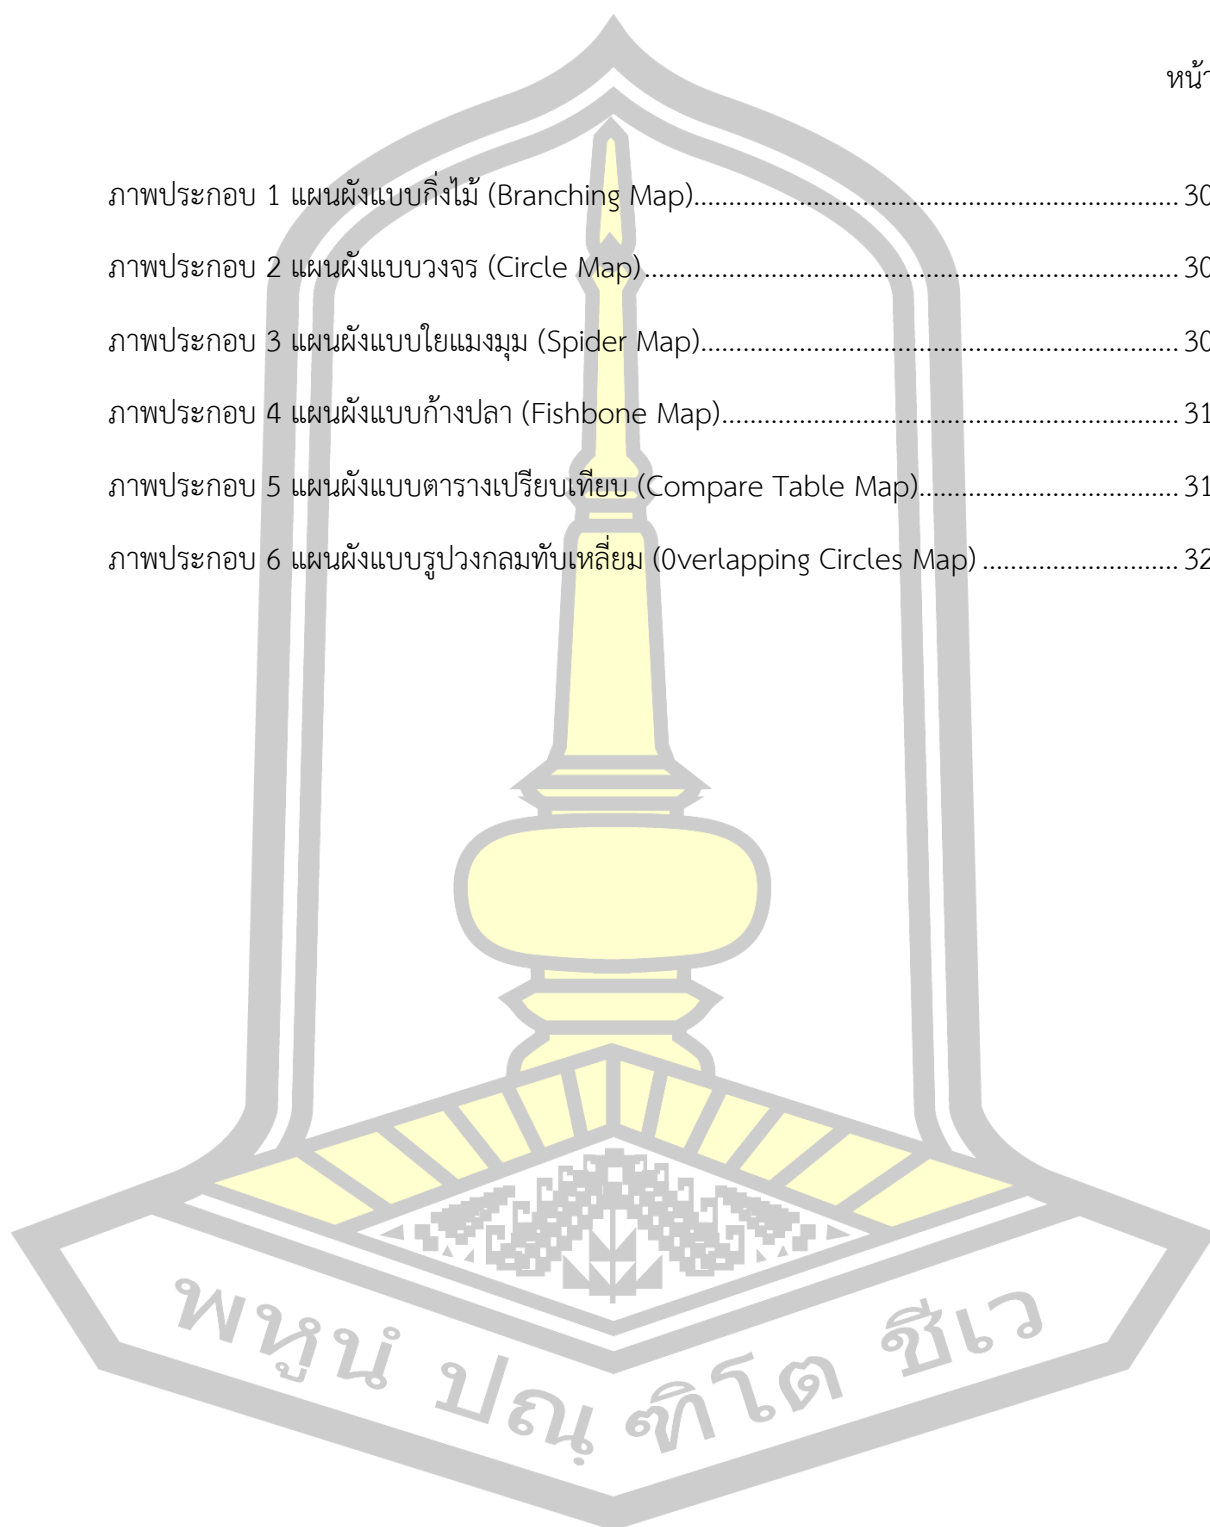 หน้า
ภาพประกอบ 1 แผนผังแบบกิ่งไม้ (Branching Map)..................................................................... 30
ภาพประกอบ 2 แผนผังแบบวงจร (Circle Map)............................................................................ 30
ภาพประกอบ 3 แผนผังแบบใยแมงมุม (Spider Map).................................................................... 30
ภาพประกอบ 4 แผนผังแบบก้างปลา (Fishbone Map)................................................................. 31
ภาพประกอบ 5 แผนผังแบบตารางเปรียบเทียบ (Compare Table Map)..................................... 31
ภาพประกอบ 6 แผนผังแบบรูปวงกลมทับเหลี่ยม (0verlapping Circles Map)............................ 32
พหูนํ ปณฺ ฑิโต ชีเว